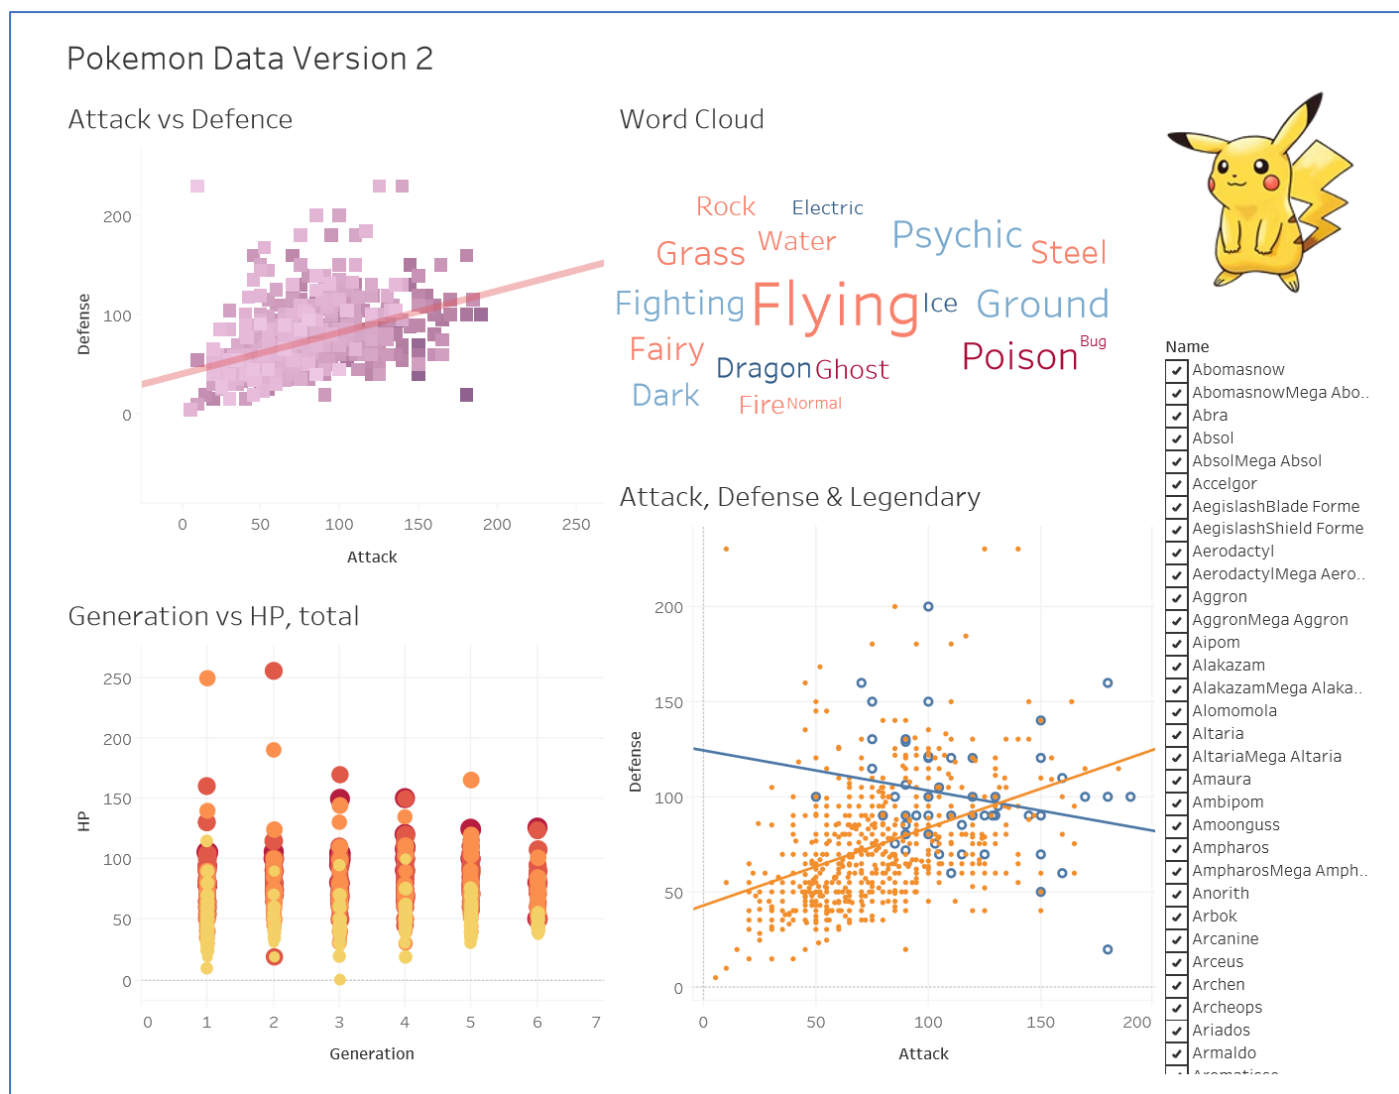 Pokemon Data Version 2
Attack vs Defence
200
100
0
Defense
0 50 100 150 200 250
Attack
Word Cloud
Rock Electric
Psychic
Grass Water Steel
Fighting Flying Ice Ground
Fairy Dragon Ghost Poison Bug
Dark Fire Normal
Generation vs HP, total
250
200
150
100
50
0
HP
0 1 2 3 4 5 6 7
Generation
Attack, Defense & Legendary
200
150
100
50
0
Defense
0 50 100 150 200
Attack
Name
Abomasnow
AbomasnowMega Abo..
Abra
Absol
AbsolMega Absol
Accelgor
AegislashBlade Forme
AegislashShield Forme
Aerodactyl
AerodactylMega Aero..
Aggron
AggronMega Aggron
Aipom
Alakazam
AlakazamMega Alaka..
Alomomola
Altaria
AltariaMega Altaria
Amaura
Ambipom
Amoonguss
Ampharos
AmpharosMega Amph..
Anorith
Arbok
Arcanine
Arceus
Archen
Archeops
Ariados
Armaldo